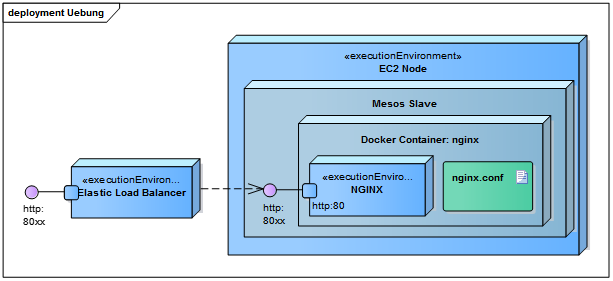 deployment Uebung
«executionEnvironment»
EC2 Node
Mesos Slave
Docker Container: nginx
«executionEnviron...
Elastic Load Balancer
http:
80xx
http:
80xx
«executionEnviro...
NGINX
http:80
nginx.conf